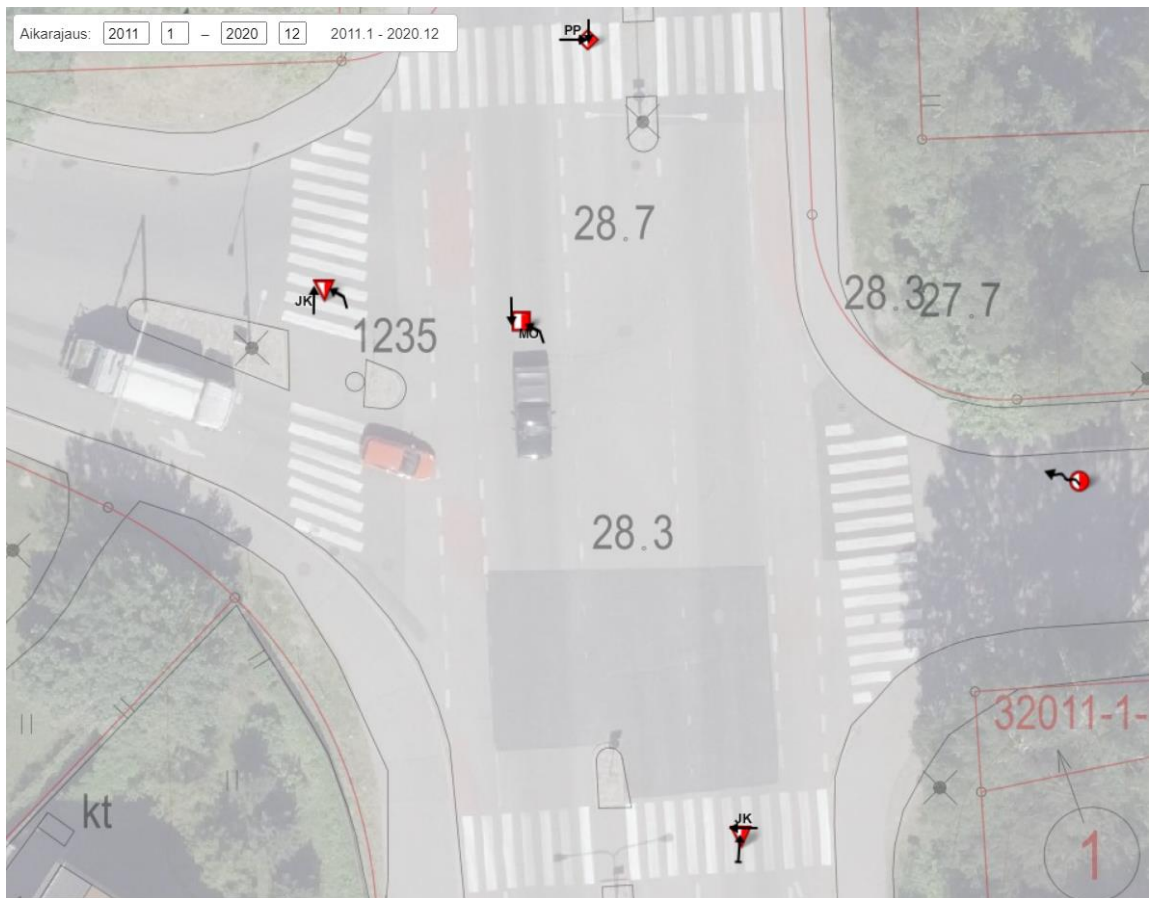 Aikarajaus: 2011 1 – 2020 12 2011.1 - 2020.12
PP
28.7
28.3
27.7
JK
1235
MO
28.3
32011-1-
kt
JK
1